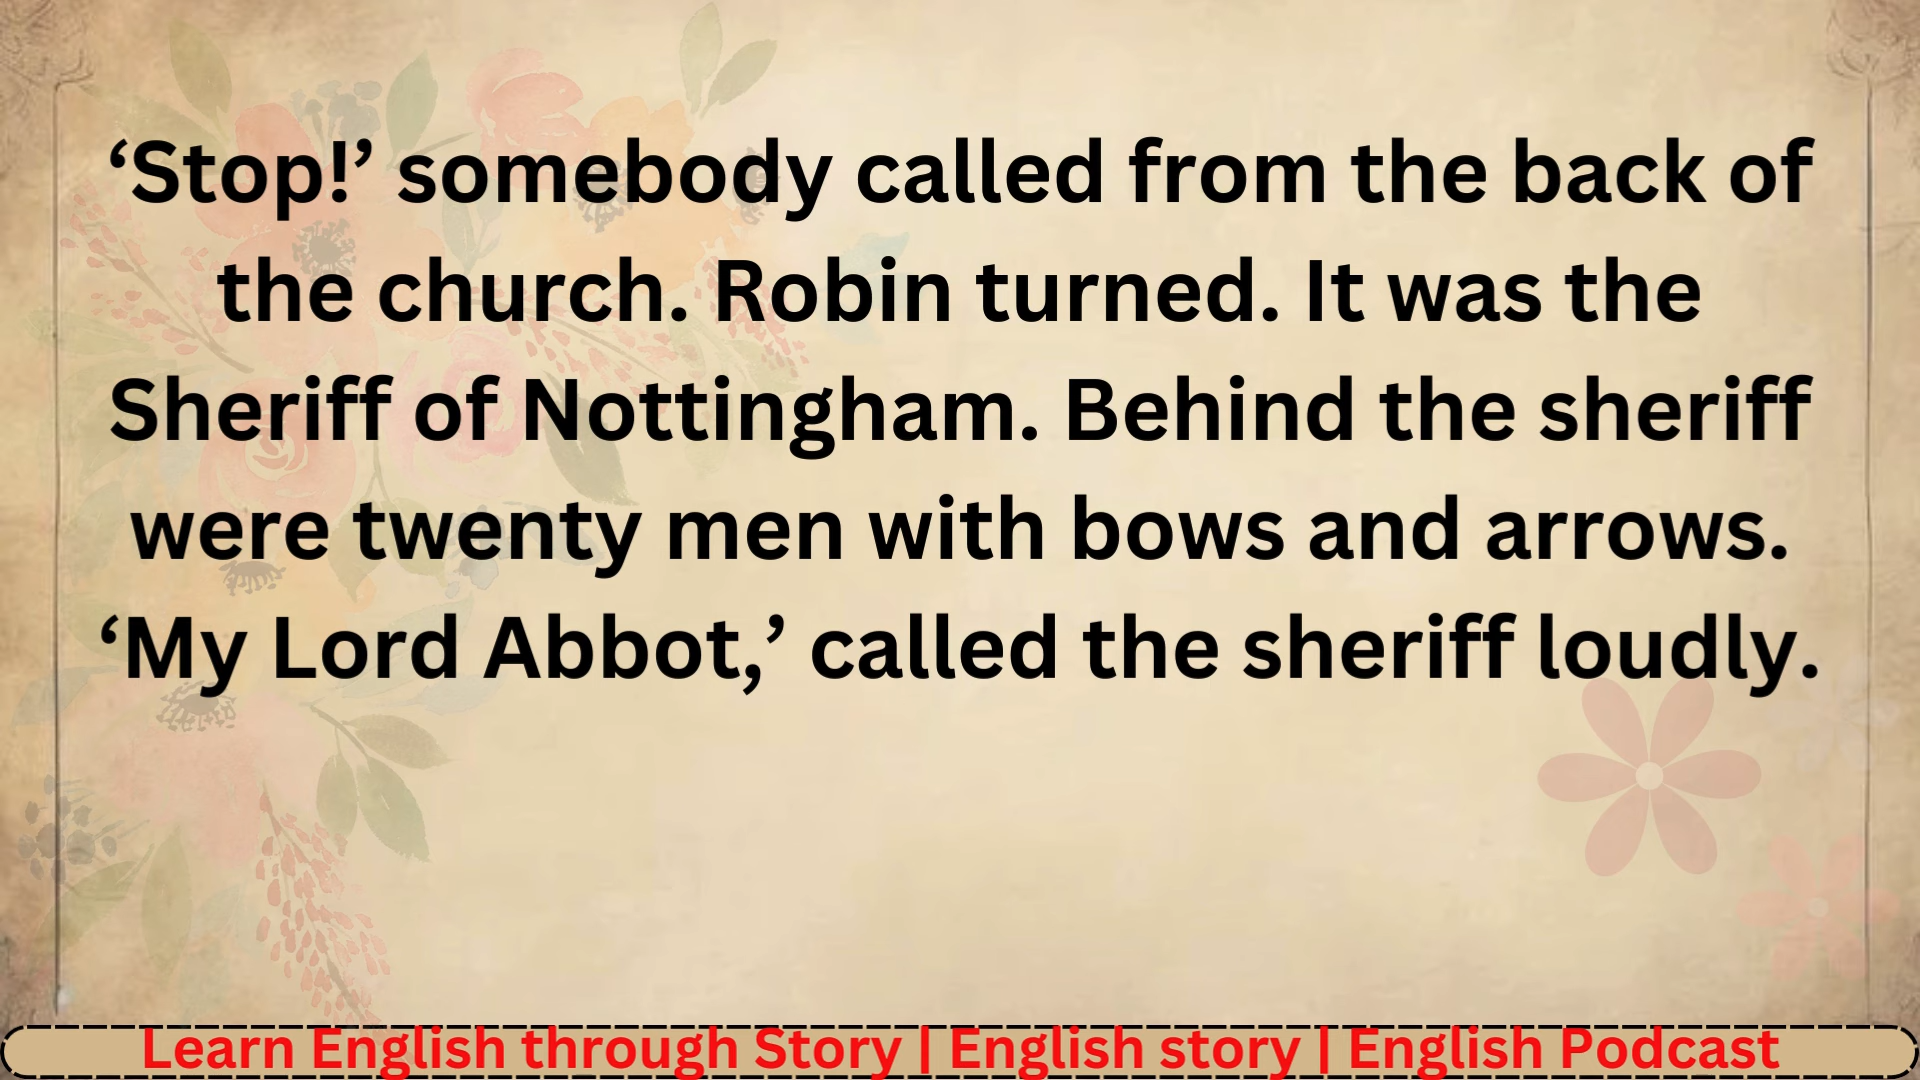 ‘Stop!’ somebody called from the back of
the church. Robin turned. It was the
Sheriff of Nottingham. Behind the sheriff
were twenty men with bows and arrows.
‘My Lord Abbot,’ called the sheriff loudly.
Learn English through Story | English story | English Podcast